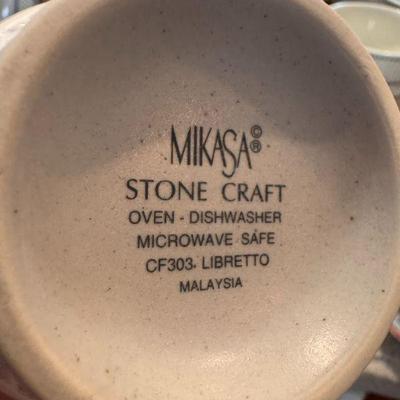 MIKASA©®
STONE CRAFT
OVEN - DISHWASHER
MICROWAVE SAFE
CF303. LIBRETTO
MALAYSIA